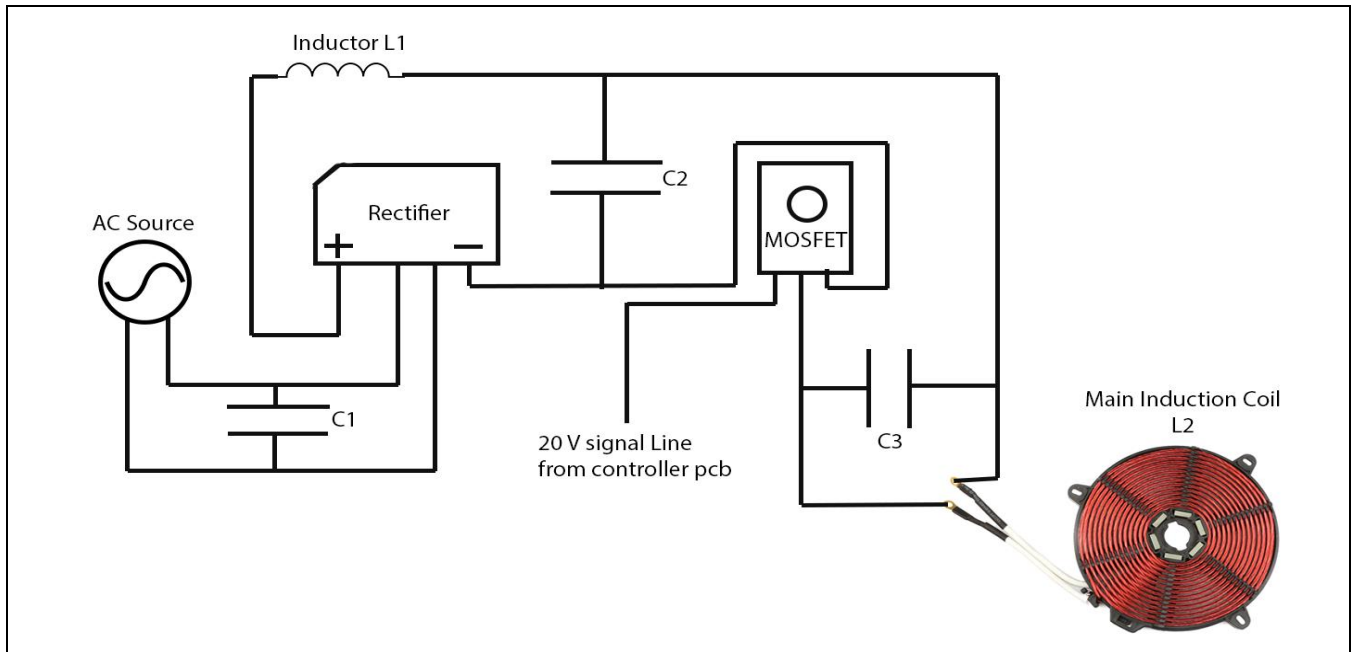 Inductor L1
AC Source
Rectifier
+ −
C2
MOSFET
C1
20 V signal Line
from controller pcb
C3
Main Induction Coil
L2